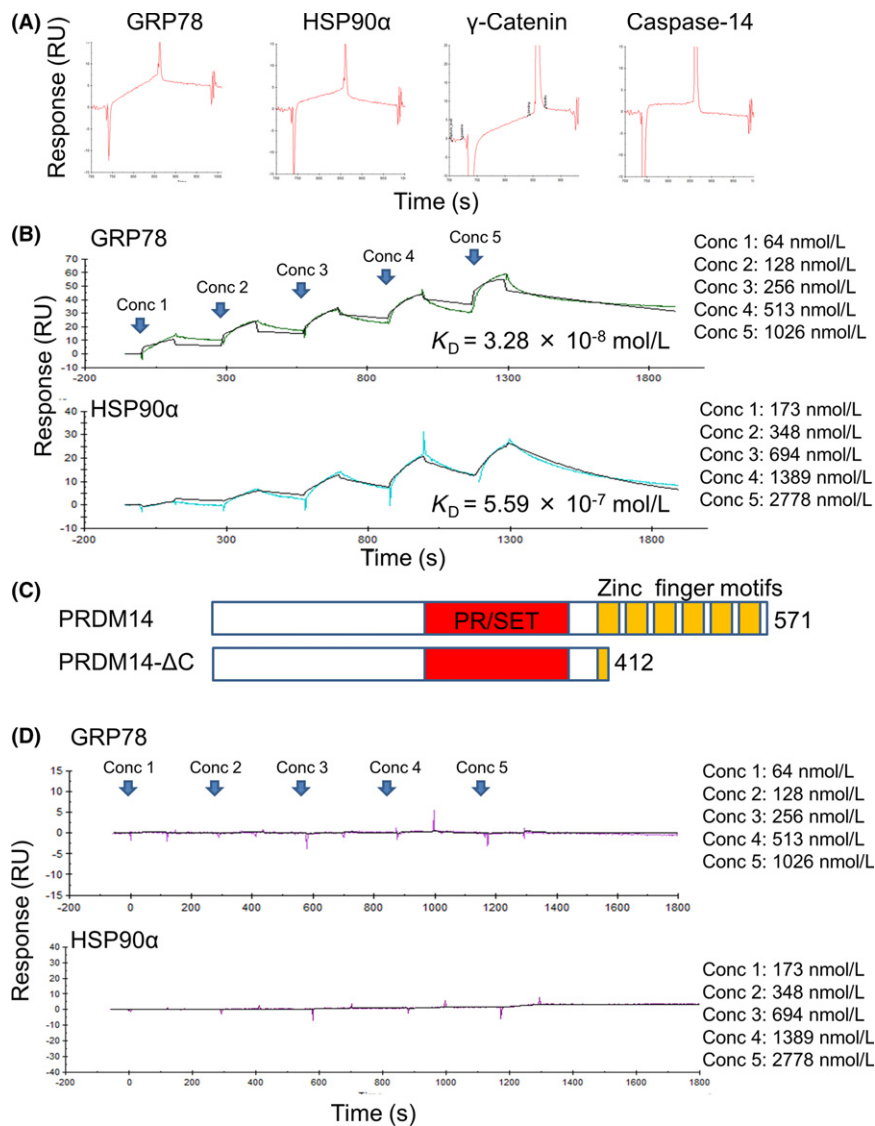 (A)
GRP78
HSP90α
γ-Catenin
Caspase-14
Response (RU)
Time (s)
(B)
GRP78
Conc 1
Conc 2
Conc 3
Conc 4
Conc 5
Conc 1: 64 nmol/L
Conc 2: 128 nmol/L
Conc 3: 256 nmol/L
Conc 4: 513 nmol/L
Conc 5: 1026 nmol/L
70
60
50
40
30
20
10
0
-10
KD = 3.28 × 10-8 mol/L
-200
300
800
1300
1800
HSP90α
Conc 1: 173 nmol/L
Conc 2: 348 nmol/L
Conc 3: 694 nmol/L
Conc 4: 1389 nmol/L
Conc 5: 2778 nmol/L
40
30
20
10
0
-10
KD = 5.59 × 10-7 mol/L
-200
300
800
1300
1800
Response (RU)
Time (s)
(C)
Zinc finger motifs
PRDM14
PR/SET
571
PRDM14-ΔC
412
(D)
GRP78
Conc 1
Conc 2
Conc 3
Conc 4
Conc 5
Conc 1: 64 nmol/L
Conc 2: 128 nmol/L
Conc 3: 256 nmol/L
Conc 4: 513 nmol/L
Conc 5: 1026 nmol/L
15
10
5
0
-5
-10
-15
-200
0
200
400
600
800
1000
1200
1400
1600
1800
HSP90α
Conc 1: 173 nmol/L
Conc 2: 348 nmol/L
Conc 3: 694 nmol/L
Conc 4: 1389 nmol/L
Conc 5: 2778 nmol/L
40
30
20
10
0
-10
-20
-30
-40
-200
0
200
400
600
800
1000
1200
1400
1600
1800
Response (RU)
Time (s)